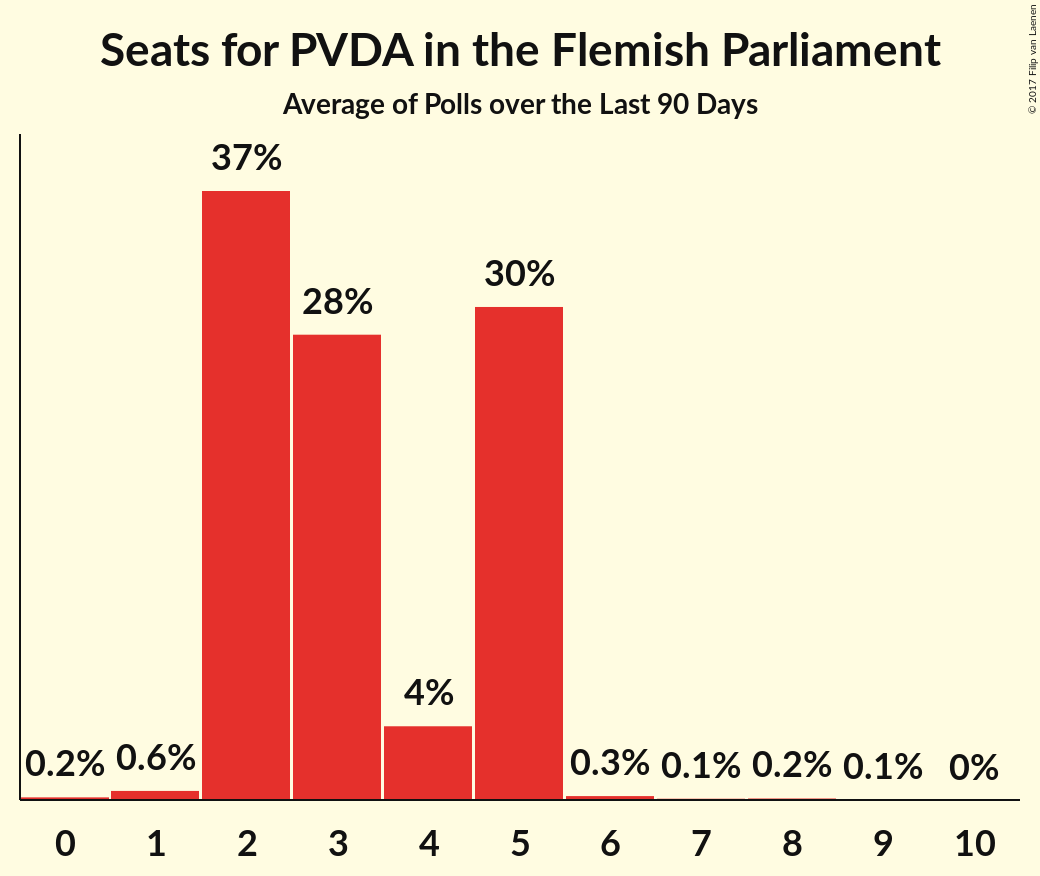 Seats for PVDA in the Flemish Parliament
Average of Polls over the Last 90 Days
© 2017 Filip van Laenen
37%
30%
28%
4%
0.2% 0.6% 0.3% 0.1% 0.2% 0.1% 0%
0 1 2 3 4 5 6 7 8 9 10